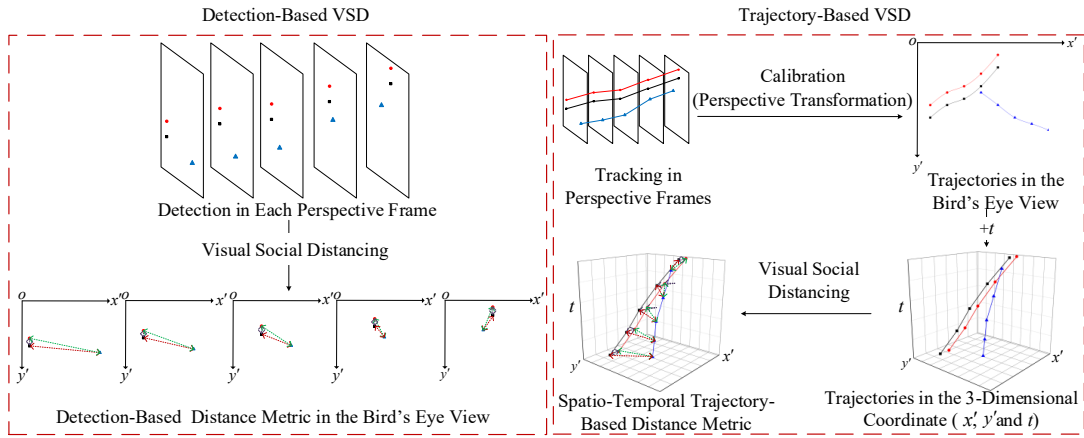 Detection-Based VSD
Detection in Each Perspective Frame
Visual Social Distancing
o
x′
y′
o
x′
y′
o
x′
y′
o
x′
y′
o
x′
y′
Detection-Based Distance Metric in the Bird's Eye View
Trajectory-Based VSD
Tracking in
Perspective Frames
Calibration
(Perspective Transformation)
o
x′
y′
Trajectories in the
Bird's Eye View
+t
t
y′
x′
Trajectories in the 3-Dimensional
Coordinate ( x′, y′and t)
Visual Social
Distancing
t
y′
x′
Spatio-Temporal Trajectory-
Based Distance Metric